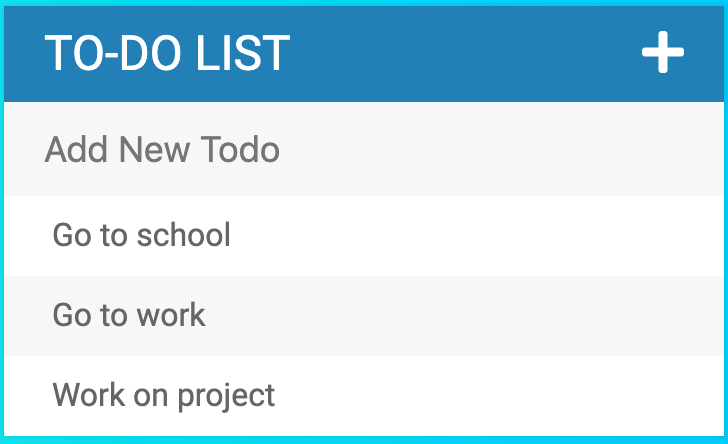 TO-DO LIST
Add New Todo
Go to school
Go to work
Work on project